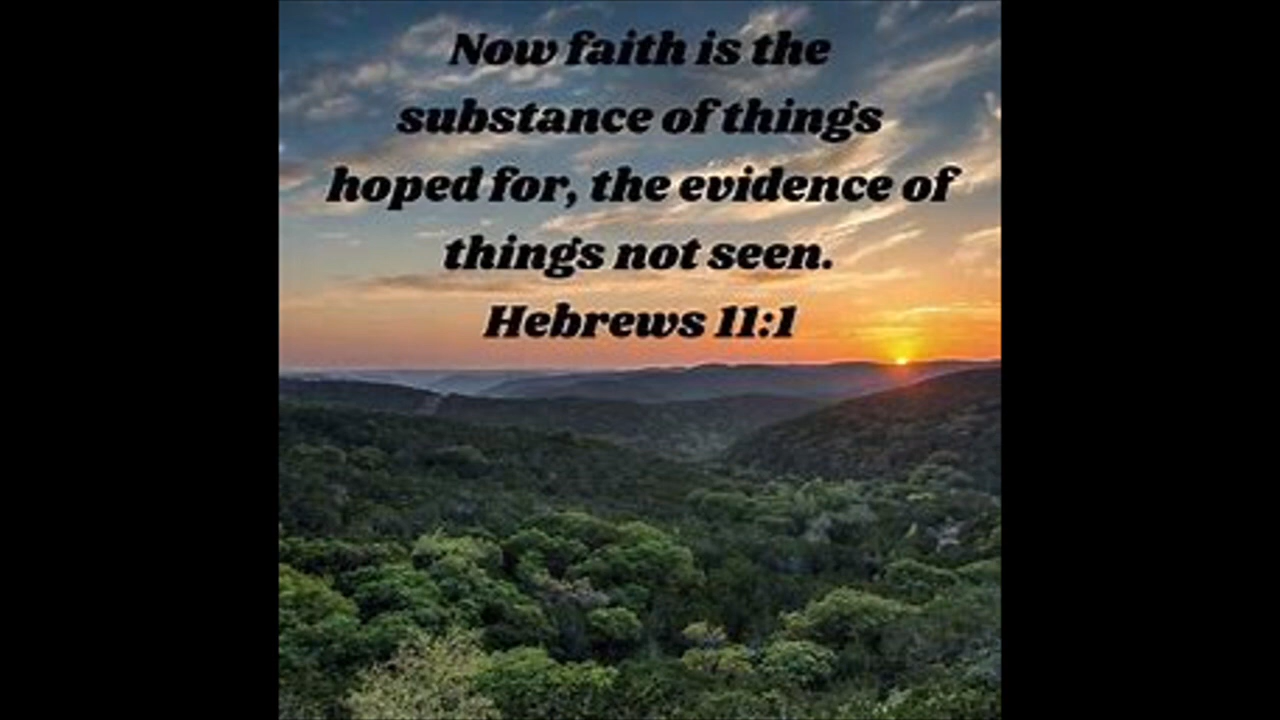 Now faith is the
substance of things
hoped for, the evidence of
things not seen.
Hebrews 11:1